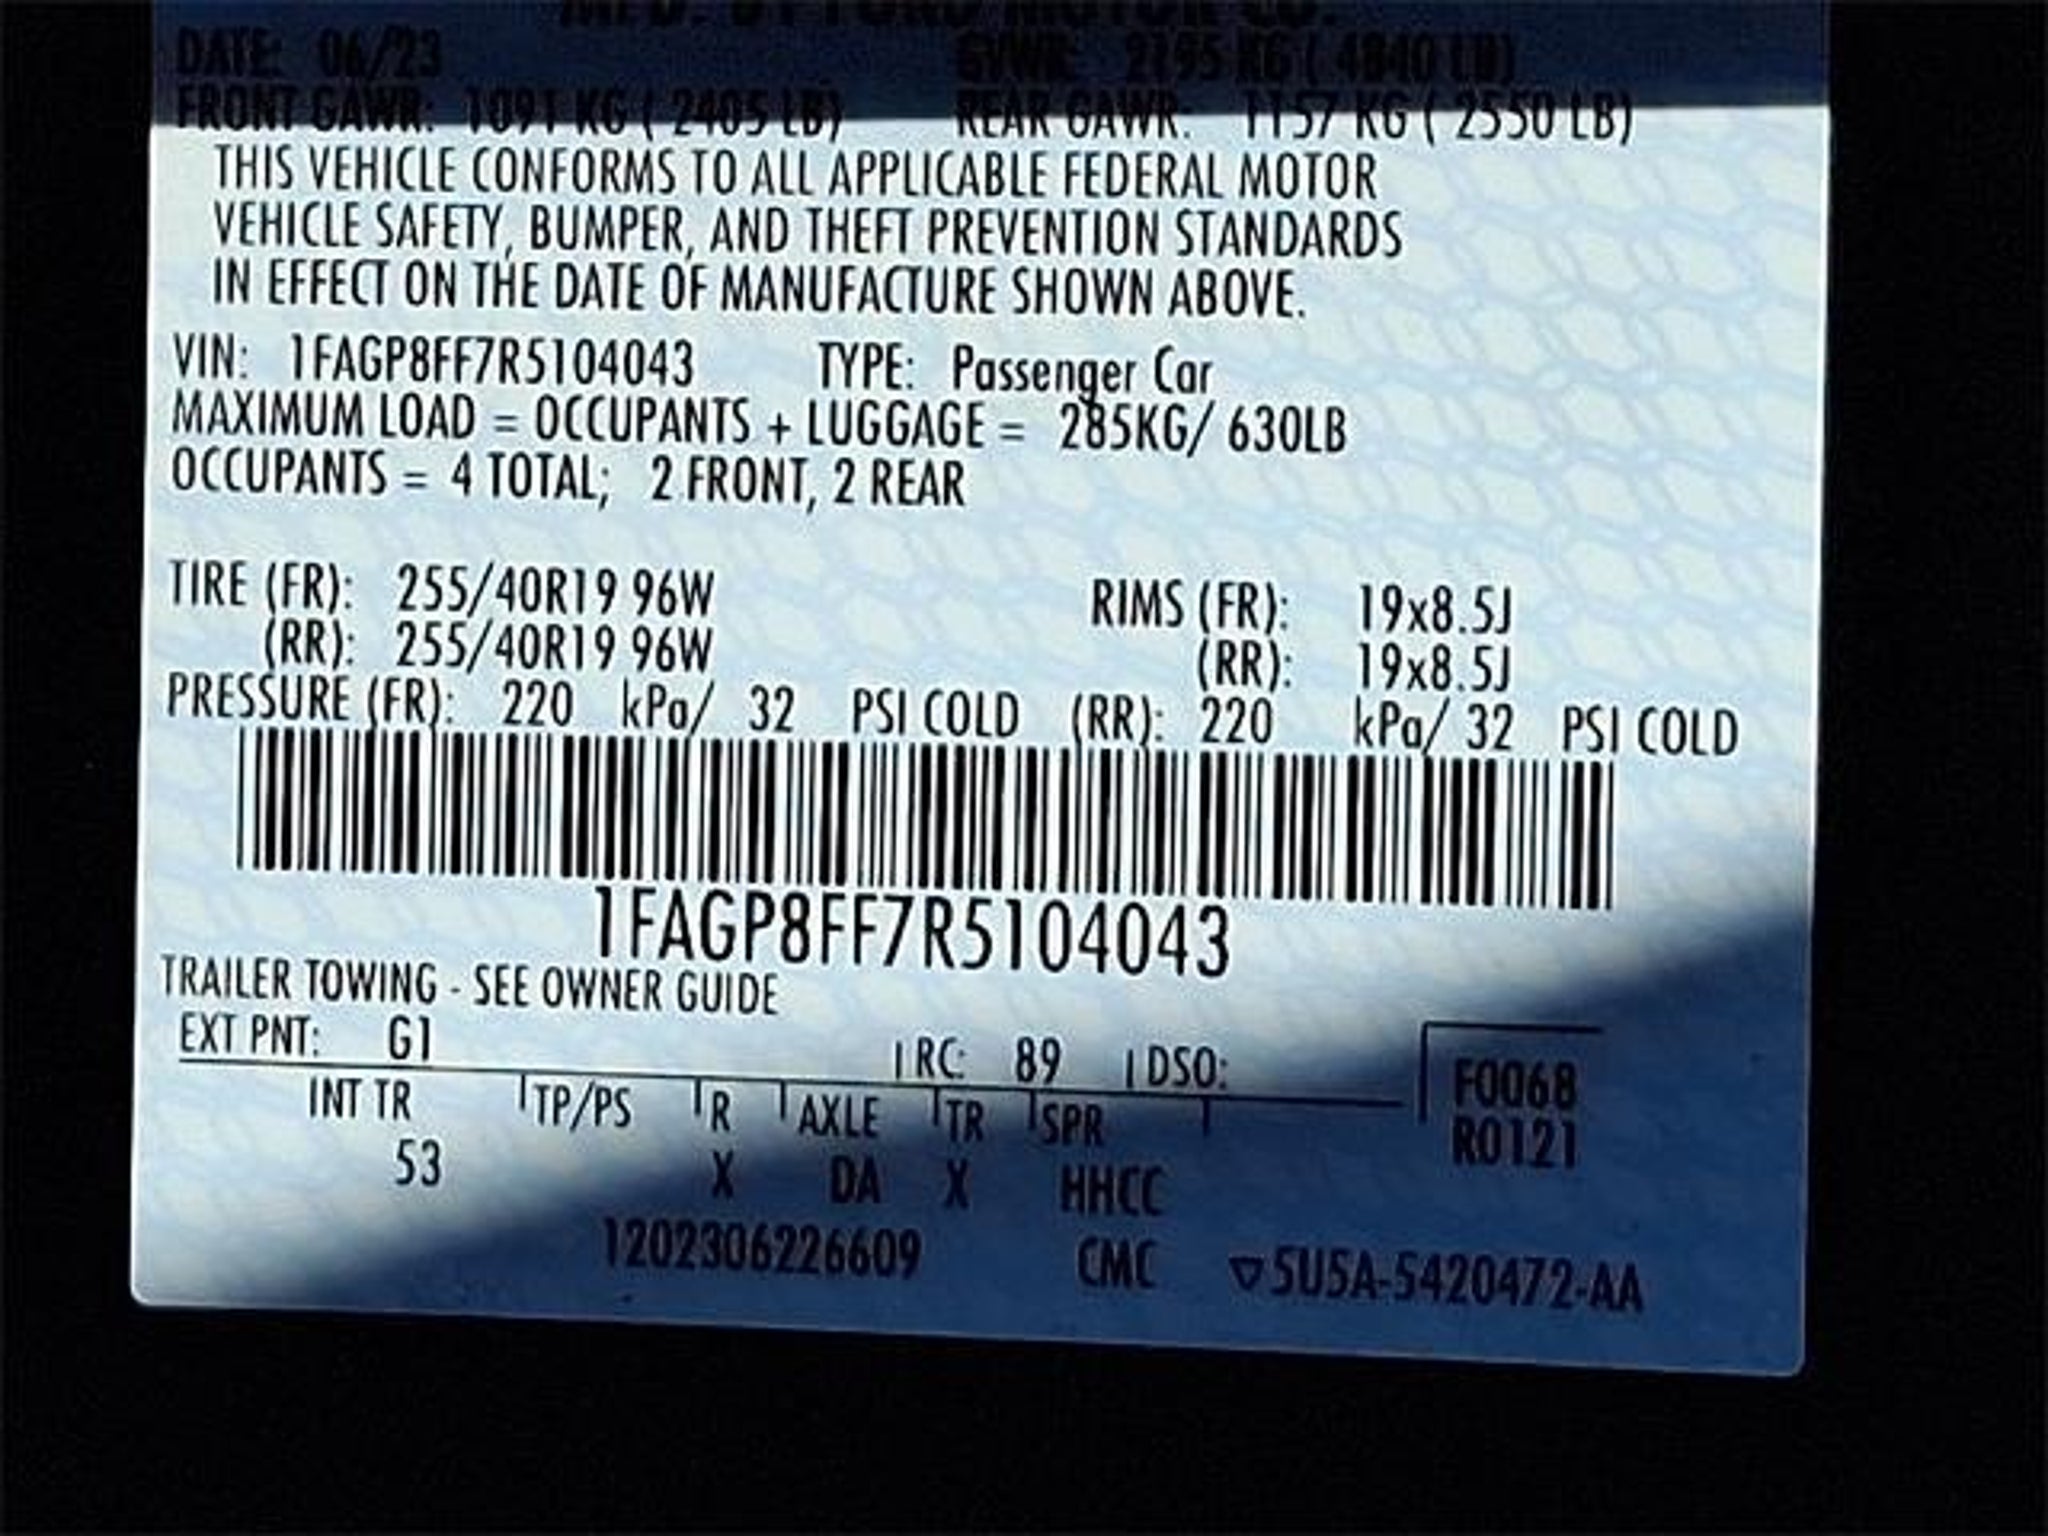 MFD. BY FORD MOTOR CO.
DATE: 06/23 GVWR: 2195 KG ( 4840 LB)
FRONT GAWR: 1091 KG ( 2405 LB) REAR GAWR: 1157 KG ( 2550 LB)
THIS VEHICLE CONFORMS TO ALL APPLICABLE FEDERAL MOTOR
VEHICLE SAFETY, BUMPER, AND THEFT PREVENTION STANDARDS
IN EFFECT ON THE DATE OF MANUFACTURE SHOWN ABOVE.
VIN: 1FAGP8FF7R5104043 TYPE: Passenger Car
MAXIMUM LOAD = OCCUPANTS + LUGGAGE = 285KG/ 630LB
OCCUPANTS = 4 TOTAL; 2 FRONT, 2 REAR
TIRE (FR): 255/40R19 96W RIMS (FR): 19x8.5J
(RR): 255/40R19 96W (RR): 19x8.5J
PRESSURE (FR): 220 kPa/ 32 PSI COLD (RR): 220 kPa/ 32 PSI COLD
1FAGP8FF7R5104043
TRAILER TOWING - SEE OWNER GUIDE
EXT PNT: G1 RC: 89 DSO: F0068
INT TR TP/PS R AXLE TR SPR R0121
53 X DA X HHCC
1202306226609 CMC ▽5U5A-5420472-AA